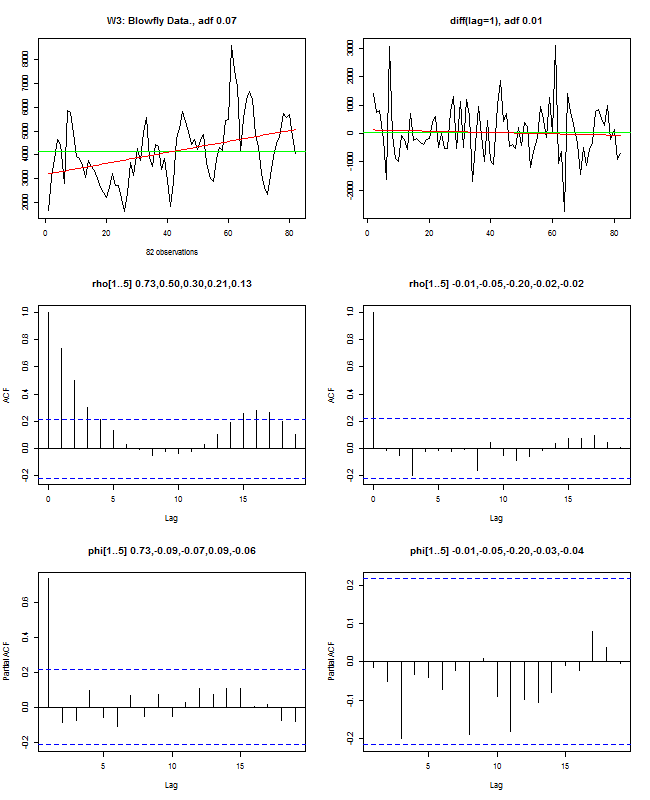 W3: Blowfly Data., adf 0.07
diff(lag=1), adf 0.01
2000 3000 4000 5000 6000 7000 8000
0 20 40 60 80
82 observations
-2000 -1000 0 1000 2000 3000
0 20 40 60 80
rho[1..5] 0.73,0.50,0.30,0.21,0.13
rho[1..5] -0.01,-0.05,-0.20,-0.02,-0.02
ACF
-0.2 0.0 0.2 0.4 0.6 0.8 1.0
0 5 10 15
Lag
ACF
-0.2 0.0 0.2 0.4 0.6 0.8 1.0
0 5 10 15
Lag
phi[1..5] 0.73,-0.09,-0.07,0.09,-0.06
phi[1..5] -0.01,-0.05,-0.20,-0.03,-0.04
Partial ACF
-0.2 0.0 0.2 0.4 0.6
5 10 15
Lag
Partial ACF
-0.2 -0.1 0.0 0.1 0.2
5 10 15
Lag